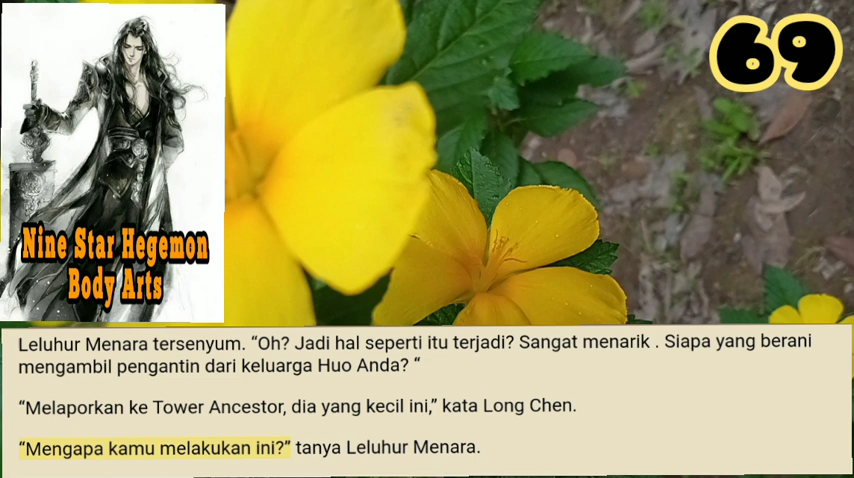 69
Nine Star Hegemon
Body Arts
Leluhur Menara tersenyum. “Oh? Jadi hal seperti itu terjadi? Sangat menarik . Siapa yang berani
mengambil pengantin dari keluarga Huo Anda? “
“Melaporkan ke Tower Ancestor, dia yang kecil ini,” kata Long Chen.
“Mengapa kamu melakukan ini?” tanya Leluhur Menara.